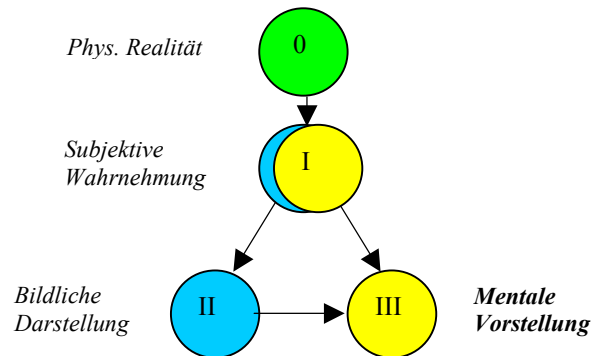 Phys. Realität
0
Subjektive
Wahrnehmung
I
Bildliche
Darstellung
II
III
Mentale
Vorstellung